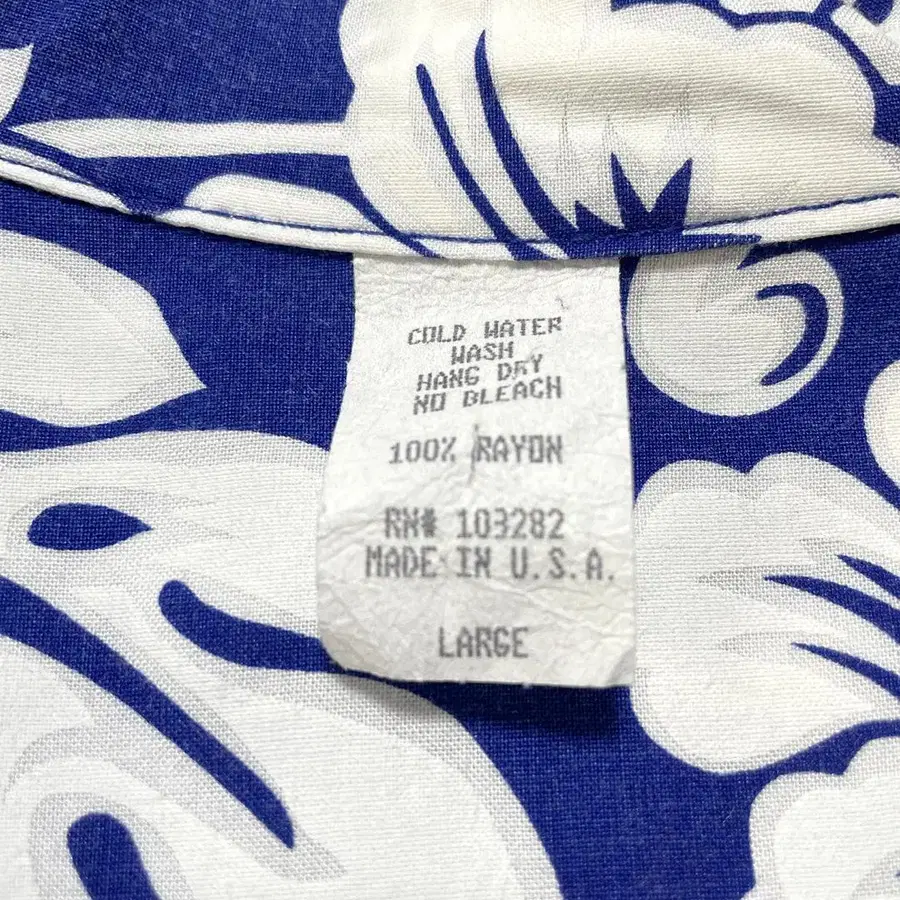 COLD WATER
WASH
HANG DRY
NO BLEACH
100% RAYON
RN# 103282
MADE IN U.S.A.
LARGE